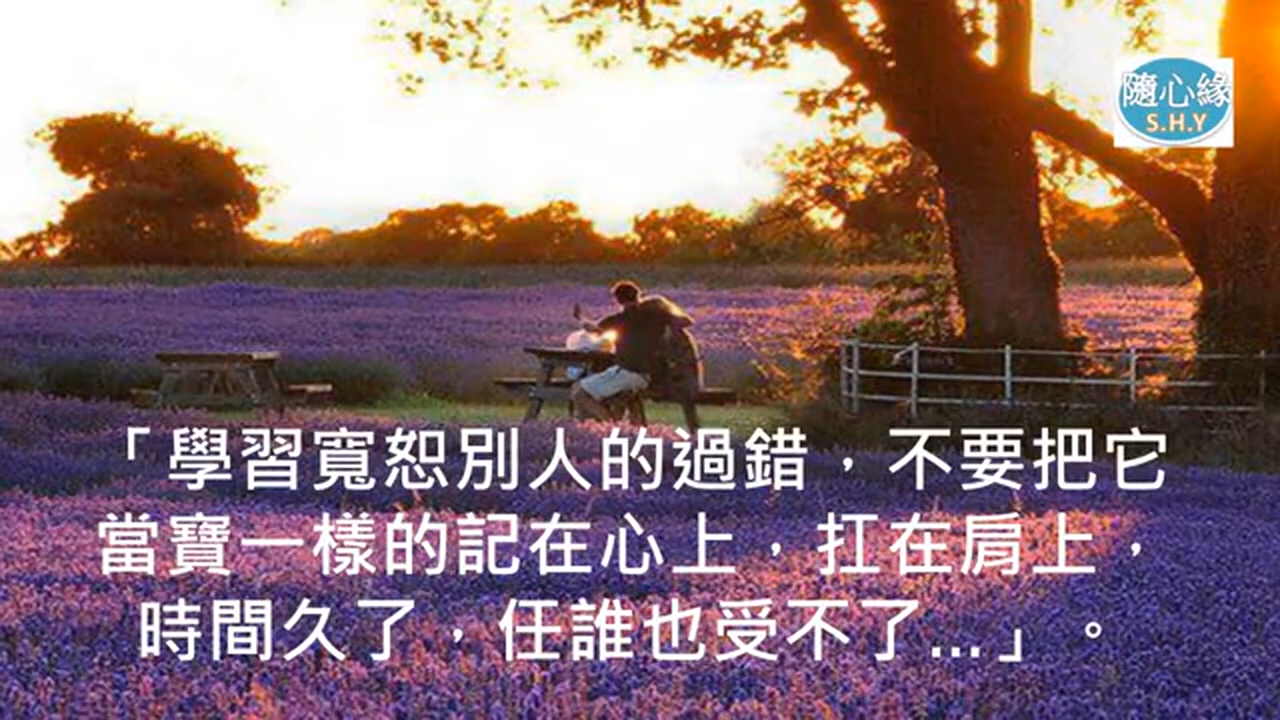 隨心緣
S.H.Y
「學習寬恕別人的過錯，不要把它
當寶一樣的記在心上，扛在肩上，
時間久了，任誰也受不了...」。